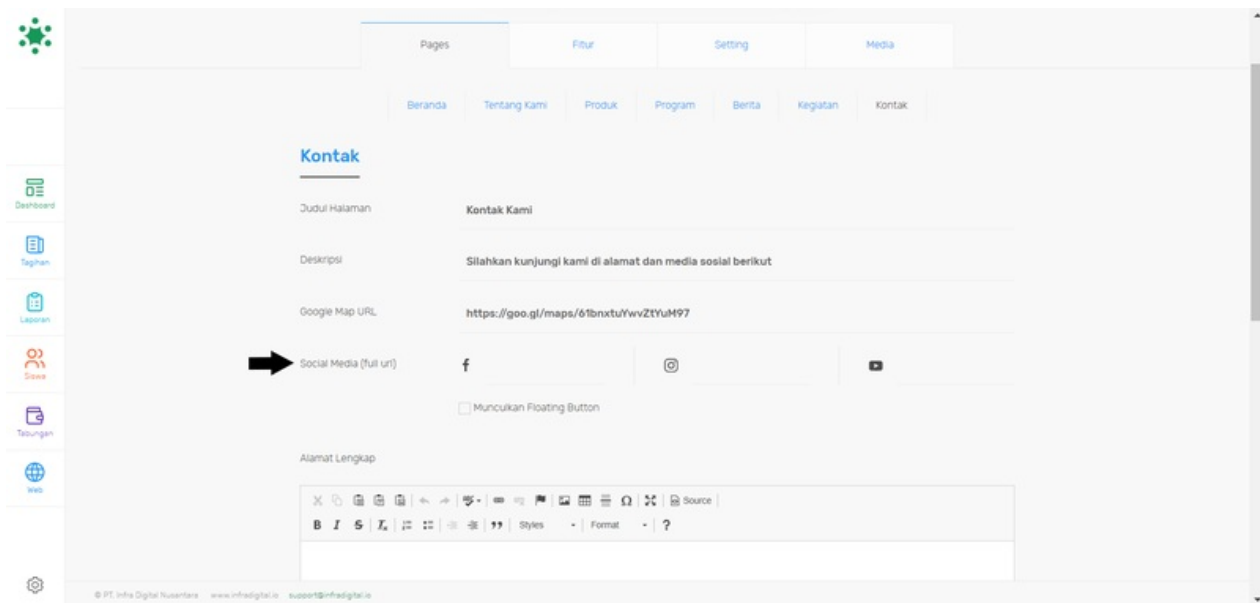 Pages Fitur Setting Media
Beranda Tentang Kami Produk Program Berita Kegiatan Kontak
Kontak
Dashboard
Judul Halaman Kontak Kami
Tagihan
Deskripsi Silahkan kunjungi kami di alamat dan media sosial berikut
Laporan
Google Map URL https://goo.gl/maps/61bnxtuYwvZtYuM97
Siswa
Social Media (full url)
Munculkan Floating Button
Tabungan
Alamat Lengkap
Web
Source
B I S Styles Format ?
© PT. Infra Digital Nusantara www.infradigital.io support@infradigital.io